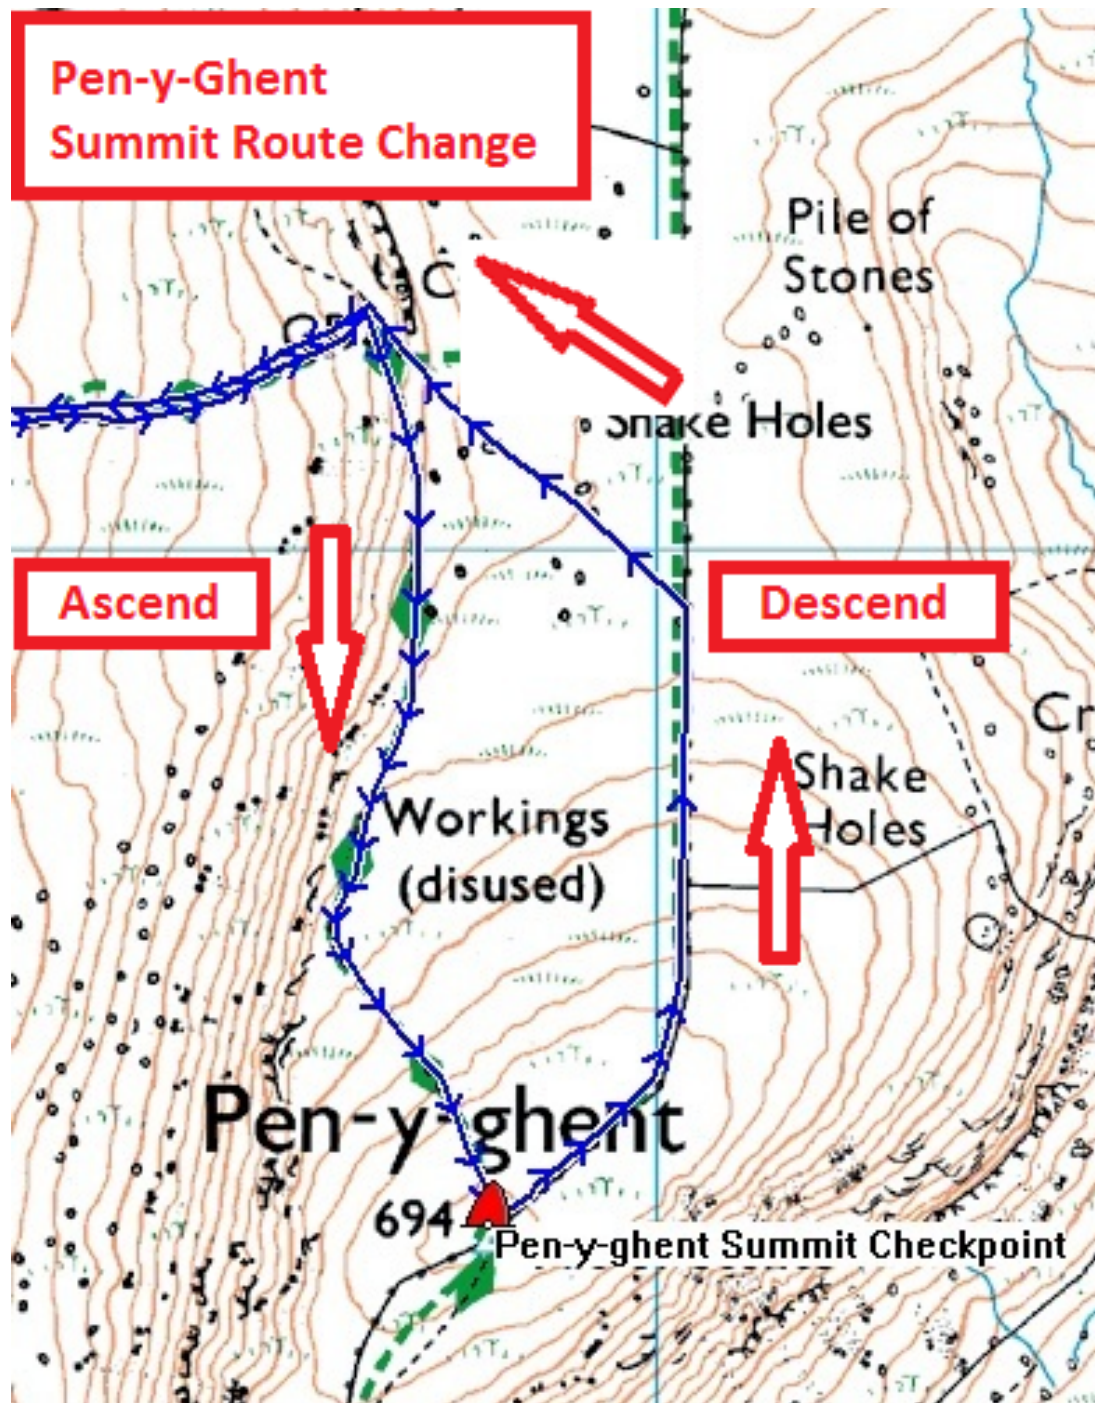 Pen-y-Ghent
Summit Route Change
Pile of
Stones
C
Shake Holes
Ascend
Descend
Cr
Shake
Holes
Workings
(disused)
Pen-y-ghent
694
Pen-y-ghent Summit Checkpoint